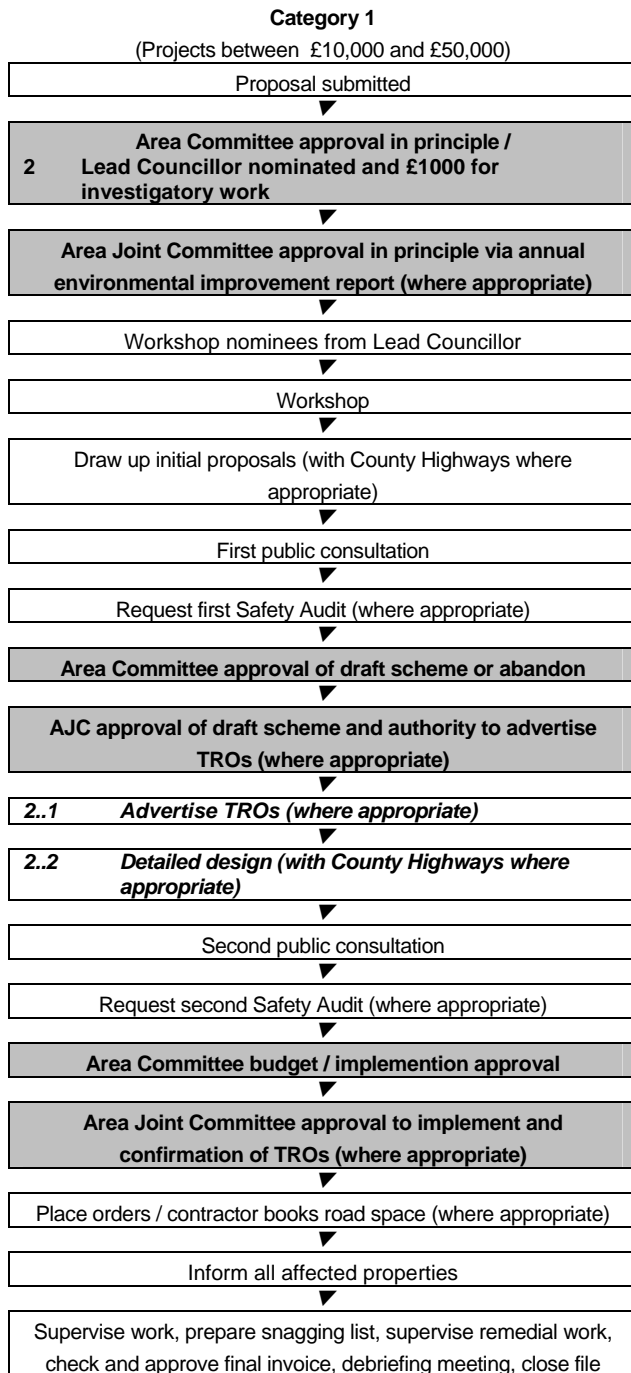 Category 1
(Projects between £10,000 and £50,000)
Proposal submitted
Area Committee approval in principle /
2 Lead Councillor nominated and £1000 for
investigatory work
Area Joint Committee approval in principle via annual
environmental improvement report (where appropriate)
Workshop nominees from Lead Councillor
Workshop
Draw up initial proposals (with County Highways where
appropriate)
First public consultation
Request first Safety Audit (where appropriate)
Area Committee approval of draft scheme or abandon
AJC approval of draft scheme and authority to advertise
TROs (where appropriate)
2..1 Advertise TROs (where appropriate)
2..2 Detailed design (with County Highways where
appropriate)
Second public consultation
Request second Safety Audit (where appropriate)
Area Committee budget / implemention approval
Area Joint Committee approval to implement and
confirmation of TROs (where appropriate)
Place orders / contractor books road space (where appropriate)
Inform all affected properties
Supervise work, prepare snagging list, supervise remedial work,
check and approve final invoice, debriefing meeting, close file